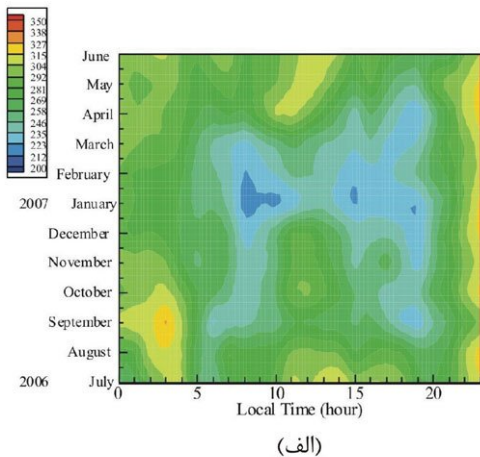 350
338
327
315
304
292
281
269
258
246
235
223
212
200
June
May
April
March
February
2007 January
December
November
October
September
August
2006 July
0 5 10 15 20
Local Time (hour)
(الف)